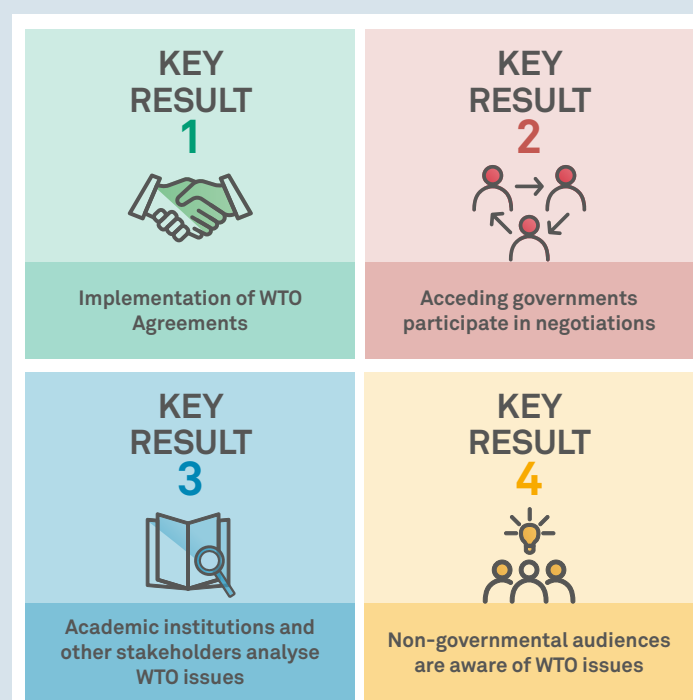 KEY
RESULT
1
Implementation of WTO
Agreements
KEY
RESULT
2
Acceding governments
participate in negotiations
KEY
RESULT
3
Academic institutions and
other stakeholders analyse
WTO issues
KEY
RESULT
4
Non-governmental audiences
are aware of WTO issues